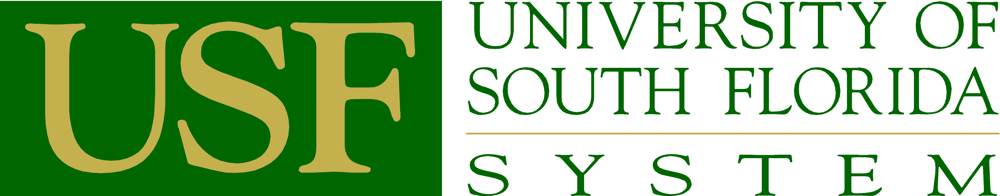 USF
UNIVERSITY OF
SOUTH FLORIDA
SYSTEM